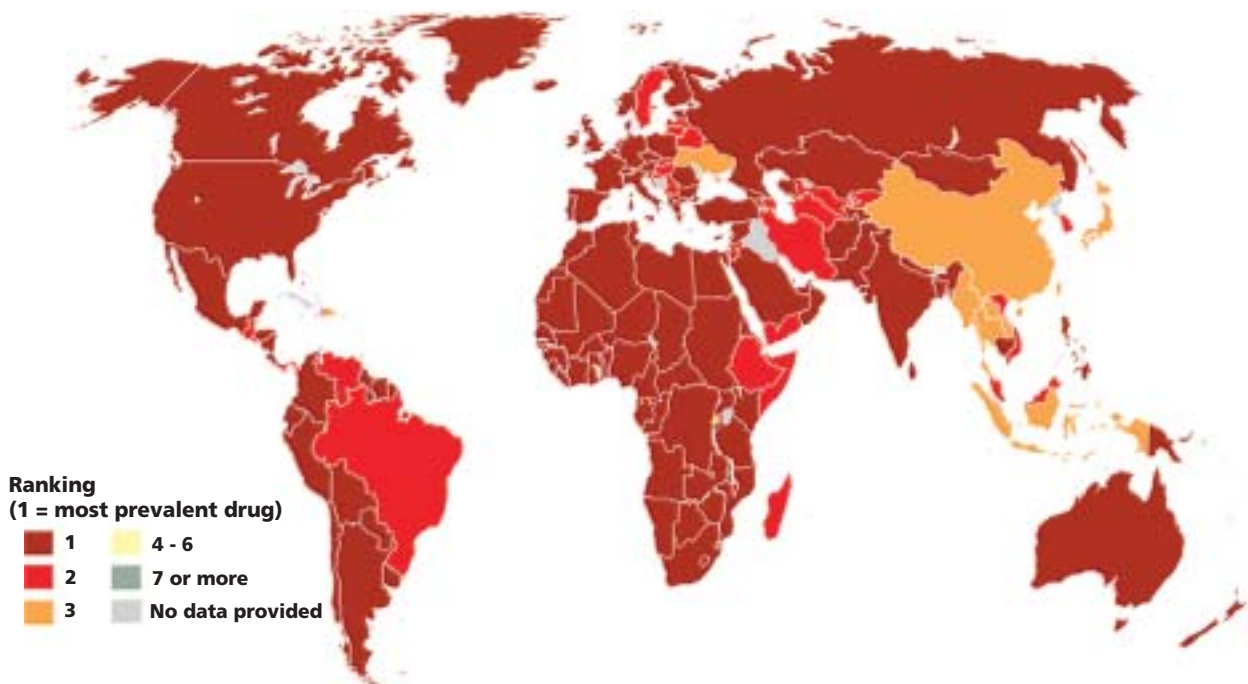 Ranking
(1 = most prevalent drug)
1
4 - 6
2
7 or more
3
No data provided